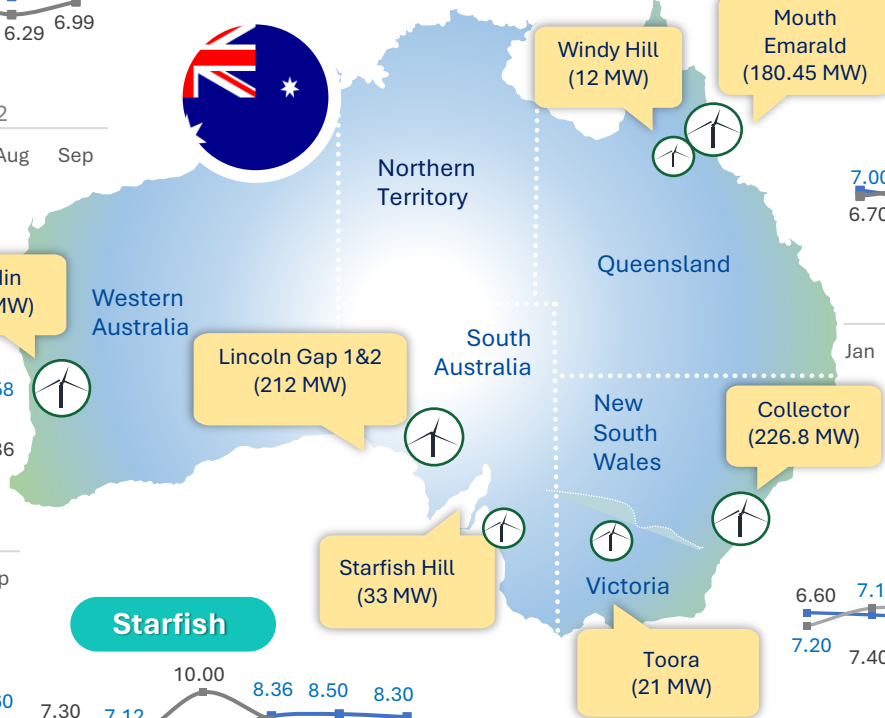 6.29
6.99
Sep
Windy Hill
(12 MW)
Mouth
Emarald
(180.45 MW)
Northern
Territory
7.00
6.70
Queensland
Western
Australia
MW)
Lincoln Gap 1&2
(212 MW)
South
Australia
Jan
New
South
Wales
Collector
(226.8 MW)
Starfish Hill
(33 MW)
Victoria
Toora
(21 MW)
6.60
7.20
7.40
Starfish
7.30
7.12
10.00
8.36
8.50
8.30